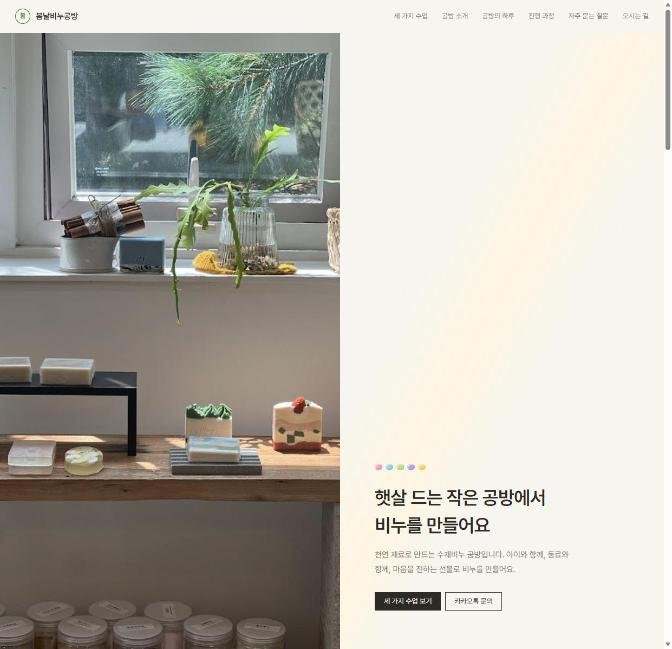 봄
봄날비누공방
세 가지 수업
공방 소개
공방의 하루
진행 과정
자주 묻는 질문
오시는 길
햇살 드는 작은 공방에서
비누를 만들어요
천연 재료로 만드는 수제비누 공방입니다. 아이와 함께, 동료와
함께, 마음을 전하는 선물로 비누를 만들어요.
세 가지 수업 보기
카카오톡 문의